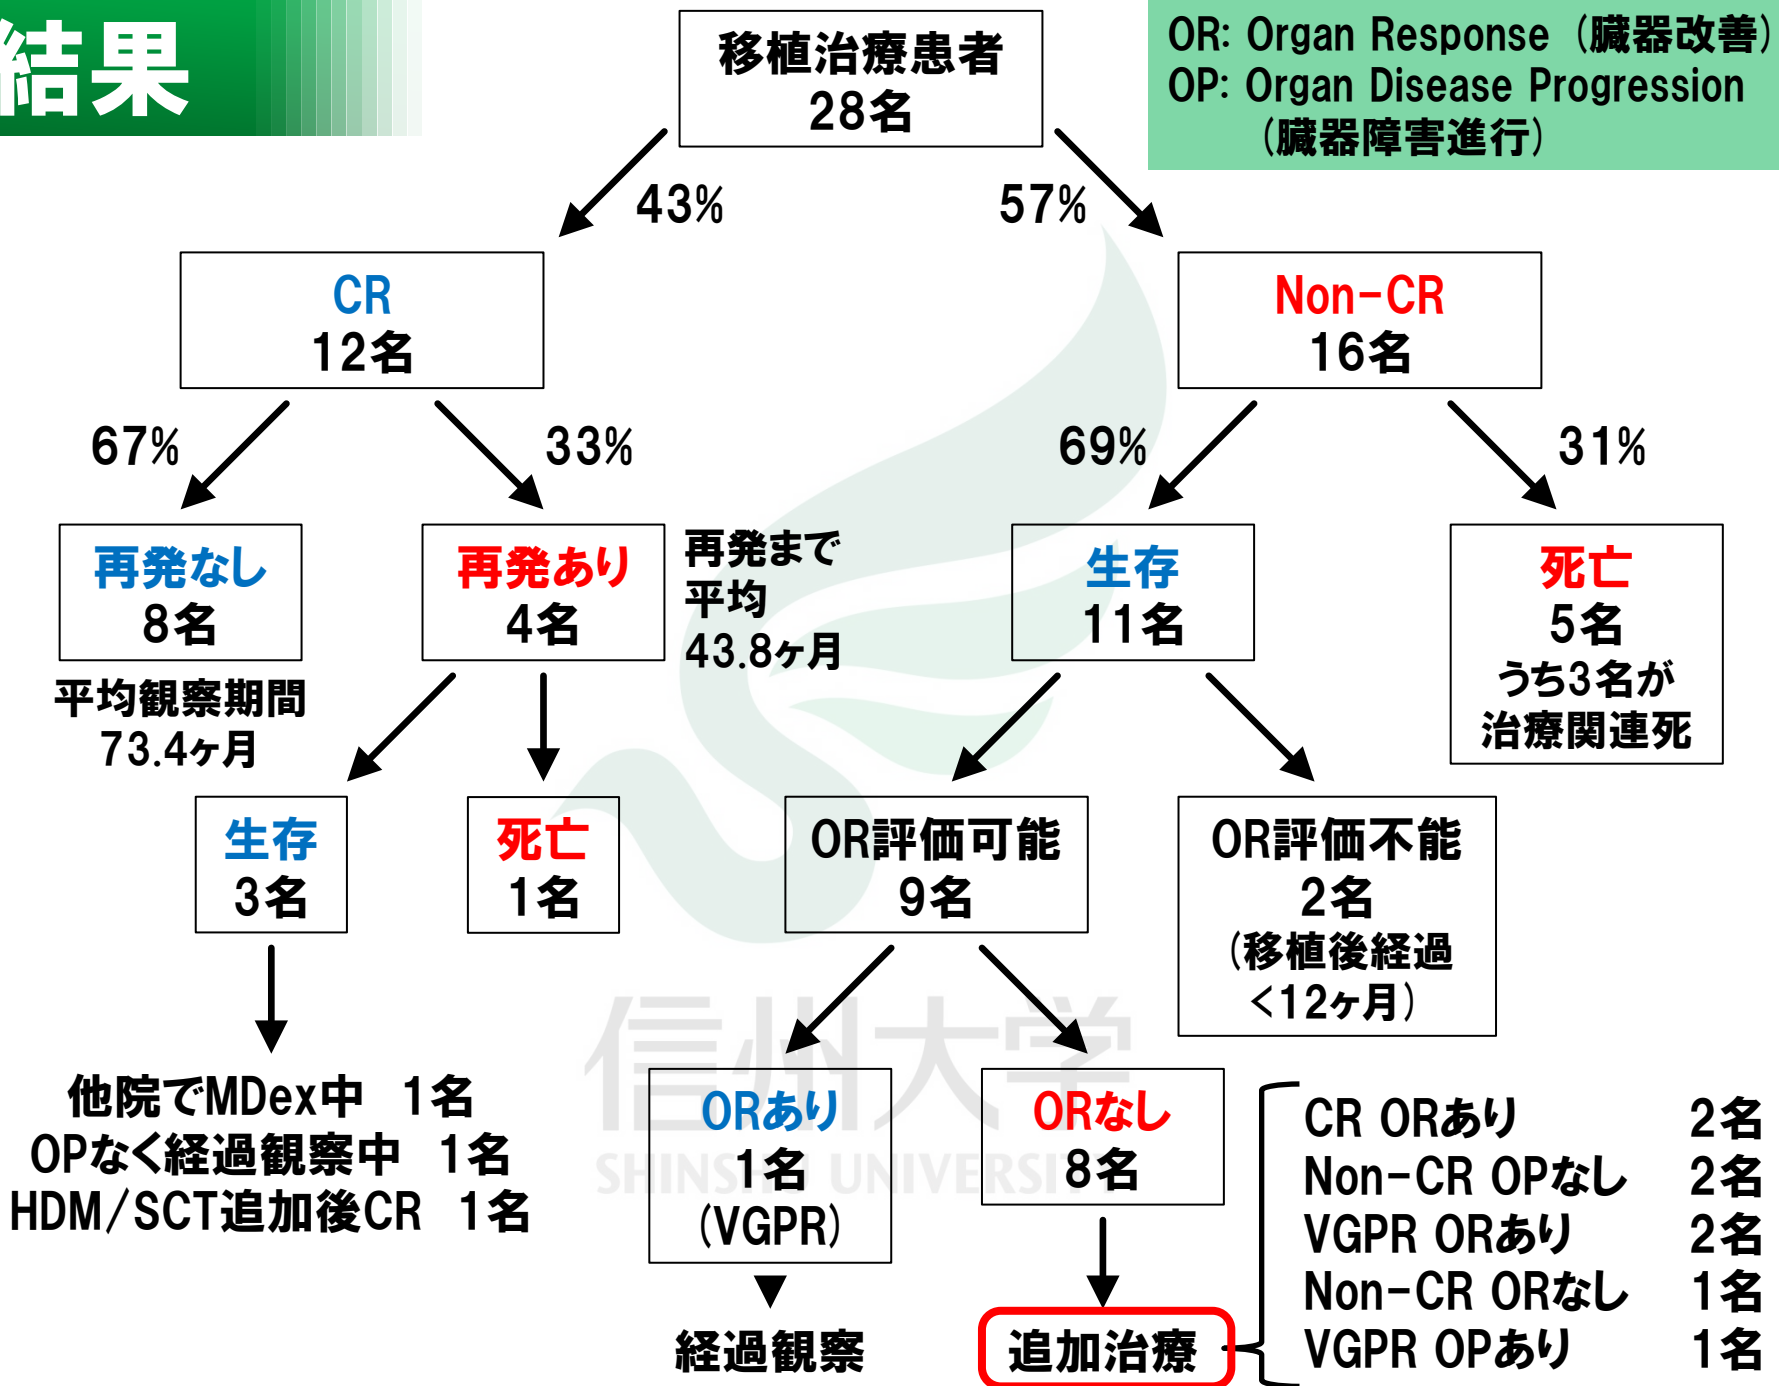 結果
OR: Organ Response (臓器改善)
OP: Organ Disease Progression
(臓器障害進行)
移植治療患者
28名
43%
57%
CR
12名
Non-CR
16名
67%
33%
69%
31%
再発なし
8名
平均観察期間
73.4ヶ月
再発あり
4名
再発まで
平均
43.8ヶ月
生存
11名
死亡
5名
うち3名が
治療関連死
生存
3名
死亡
1名
OR評価可能
9名
OR評価不能
2名
(移植後経過
<12ヶ月)
他院でMDex中 1名
OPなく経過観察中 1名
HDM/SCT追加後CR 1名
ORあり
1名
(VGPR)
ORなし
8名
経過観察
追加治療
CR ORあり 2名
Non-CR OPなし 2名
VGPR ORあり 2名
Non-CR ORなし 1名
VGPR OPあり 1名
信州大学
SHINSHU UNIVERSITY